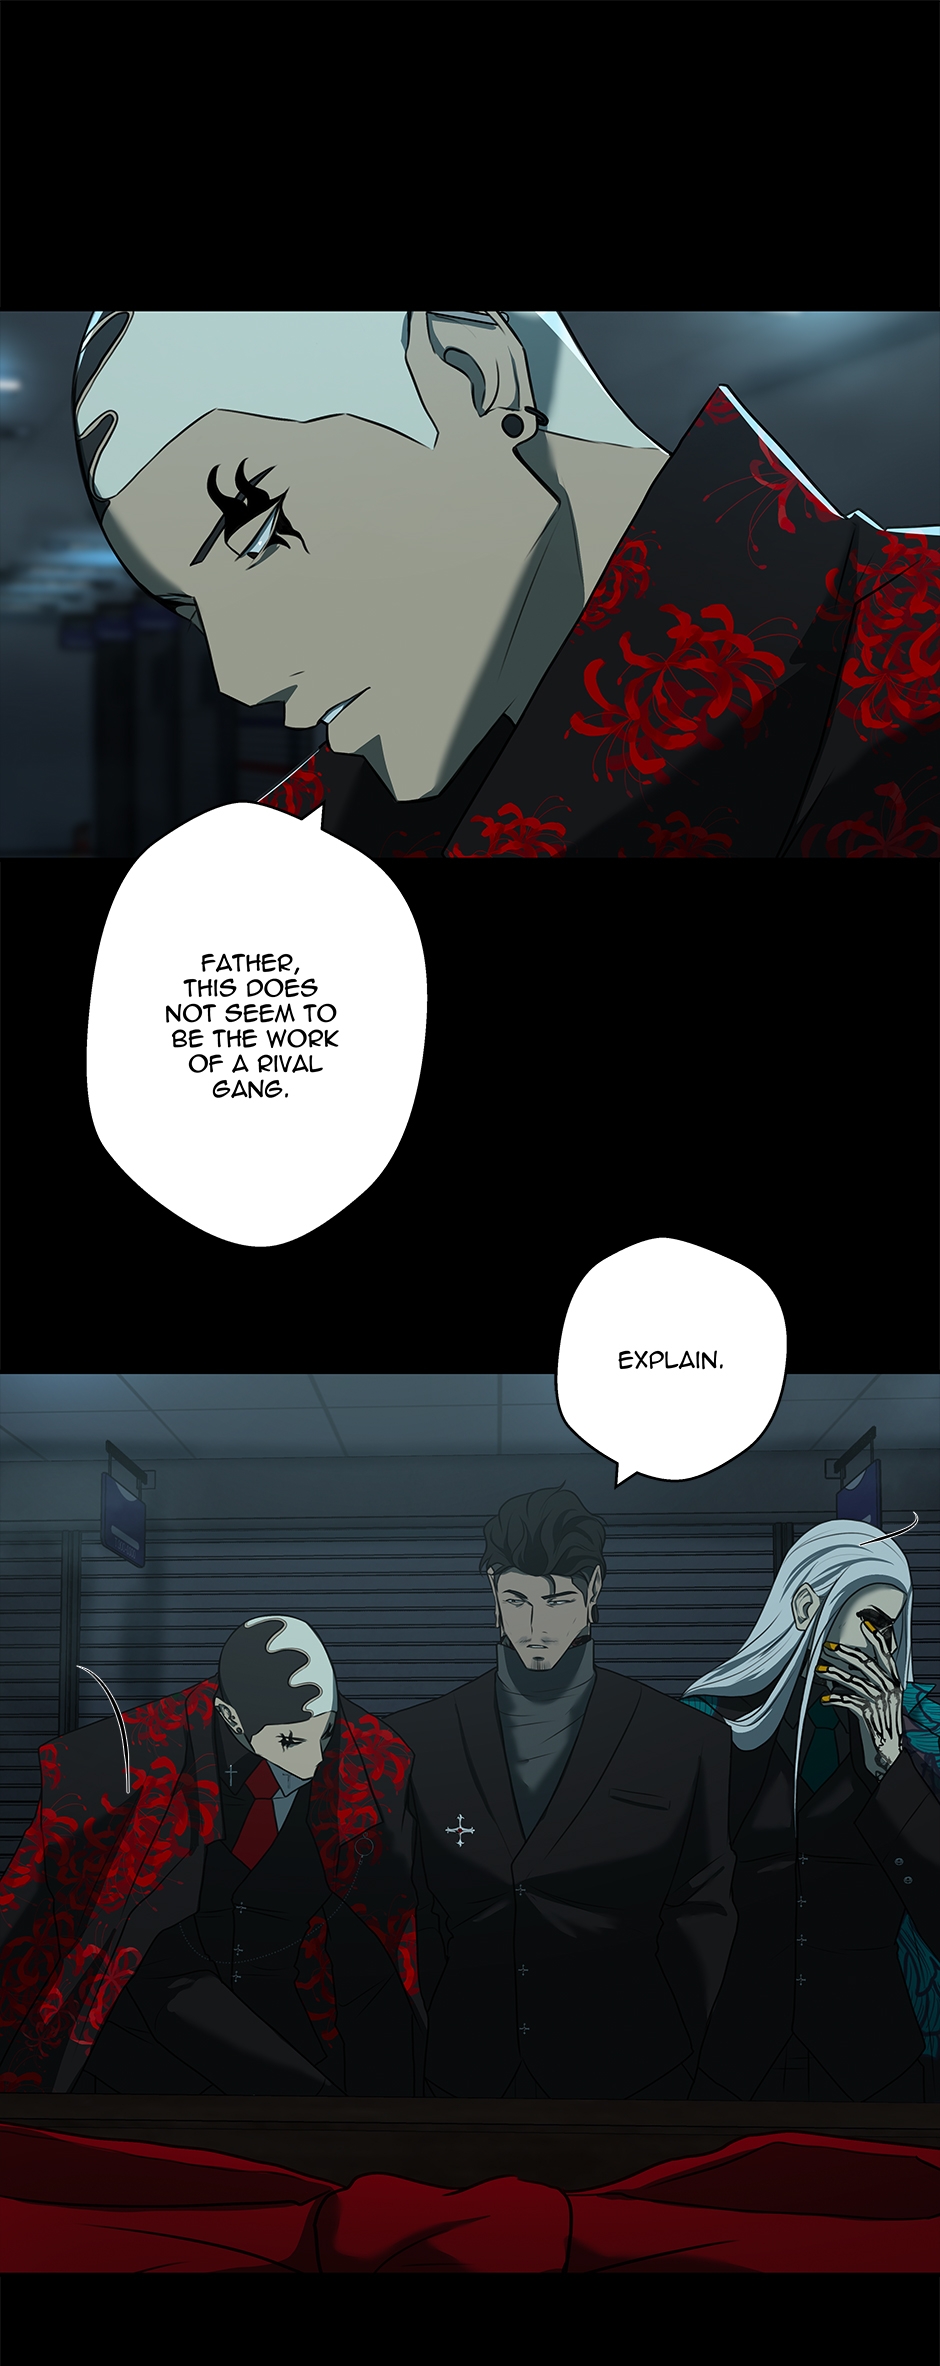 FATHER,
THIS DOES
NOT SEEM TO
BE THE WORK
OF A RIVAL
GANG.
EXPLAIN.